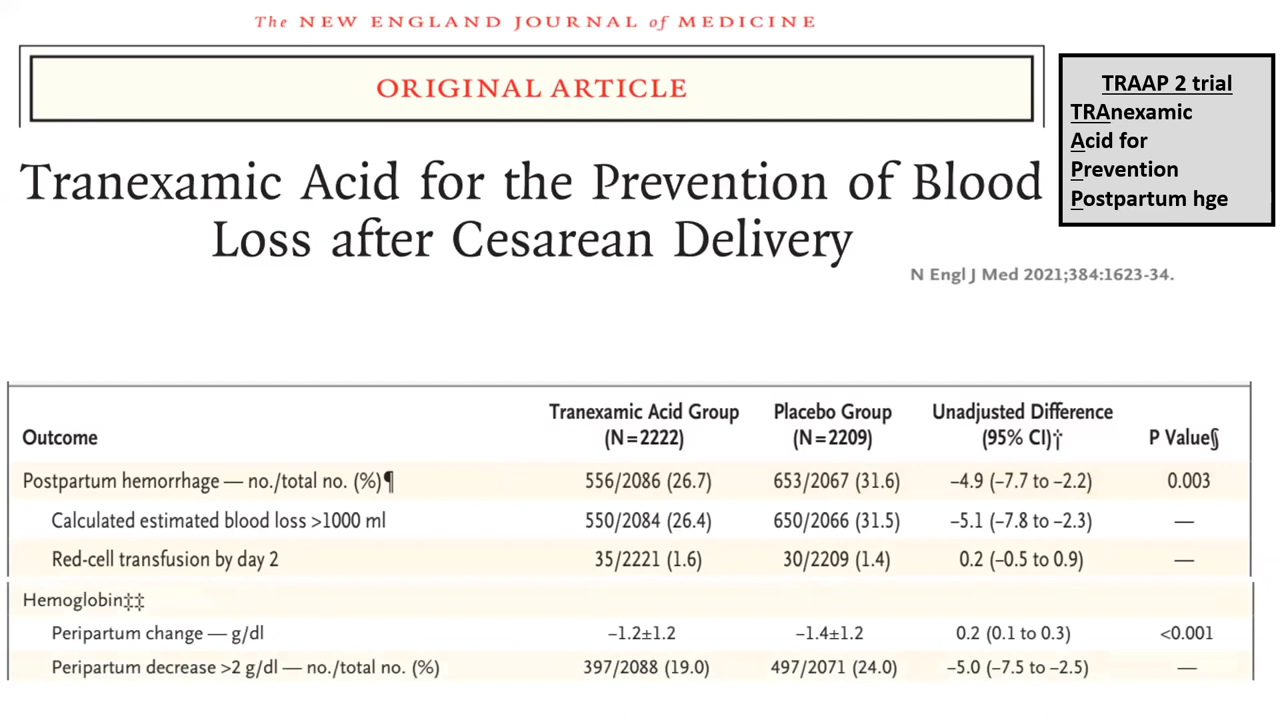 The NEW ENGLAND JOURNAL of MEDICINE
ORIGINAL ARTICLE
TRAAP 2 trial
TRAnexamic
Acid for
Prevention
Postpartum hge
Tranexamic Acid for the Prevention of Blood
Loss after Cesarean Delivery
N Engl J Med 2021;384:1623-34.
Outcome Tranexamic Acid Group (N=2222) Placebo Group (N=2209) Unadjusted Difference (95% CI)† P Value§
Postpartum hemorrhage — no./total no. (%)¶ 556/2086 (26.7) 653/2067 (31.6) −4.9 (−7.7 to −2.2) 0.003
Calculated estimated blood loss >1000 ml 550/2084 (26.4) 650/2066 (31.5) −5.1 (−7.8 to −2.3) —
Red-cell transfusion by day 2 35/2221 (1.6) 30/2209 (1.4) 0.2 (−0.5 to 0.9) —
Hemoglobin‡‡
Peripartum change — g/dl −1.2±1.2 −1.4±1.2 0.2 (0.1 to 0.3) <0.001
Peripartum decrease >2 g/dl — no./total no. (%) 397/2088 (19.0) 497/2071 (24.0) −5.0 (−7.5 to −2.5) —